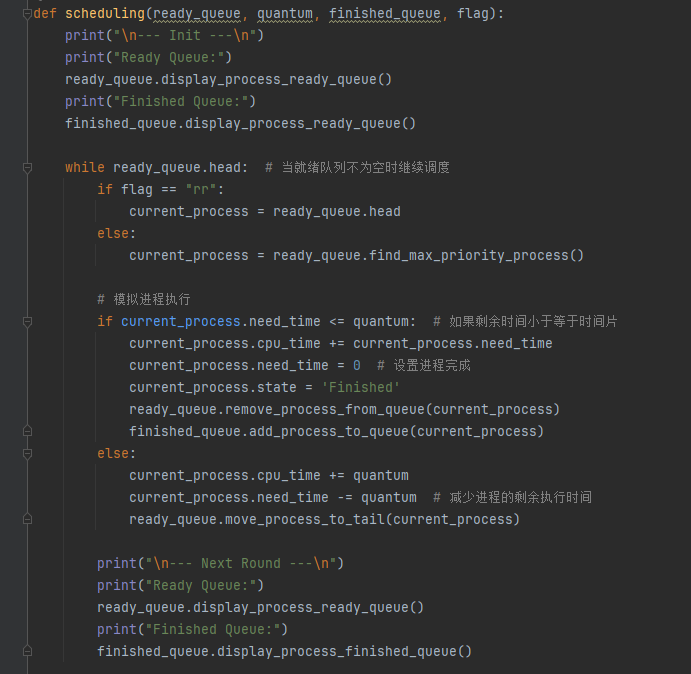 def scheduling(ready_queue, quantum, finished_queue, flag):
    print("\n--- Init ---\n")
    print("Ready Queue:")
    ready_queue.display_process_ready_queue()
    print("Finished Queue:")
    finished_queue.display_process_ready_queue()

    while ready_queue.head:  # 当就绪队列不为空时继续调度
        if flag == "rr":
            current_process = ready_queue.head
        else:
            current_process = ready_queue.find_max_priority_process()

        # 模拟进程执行
        if current_process.need_time <= quantum:  # 如果剩余时间小于等于时间片
            current_process.cpu_time += current_process.need_time
            current_process.need_time = 0  # 设置进程完成
            current_process.state = 'Finished'
            ready_queue.remove_process_from_queue(current_process)
            finished_queue.add_process_to_queue(current_process)
        else:
            current_process.cpu_time += quantum
            current_process.need_time -= quantum  # 减少进程的剩余执行时间
            ready_queue.move_process_to_tail(current_process)

        print("\n--- Next Round ---\n")
        print("Ready Queue:")
        ready_queue.display_process_ready_queue()
        print("Finished Queue:")
        finished_queue.display_process_finished_queue()